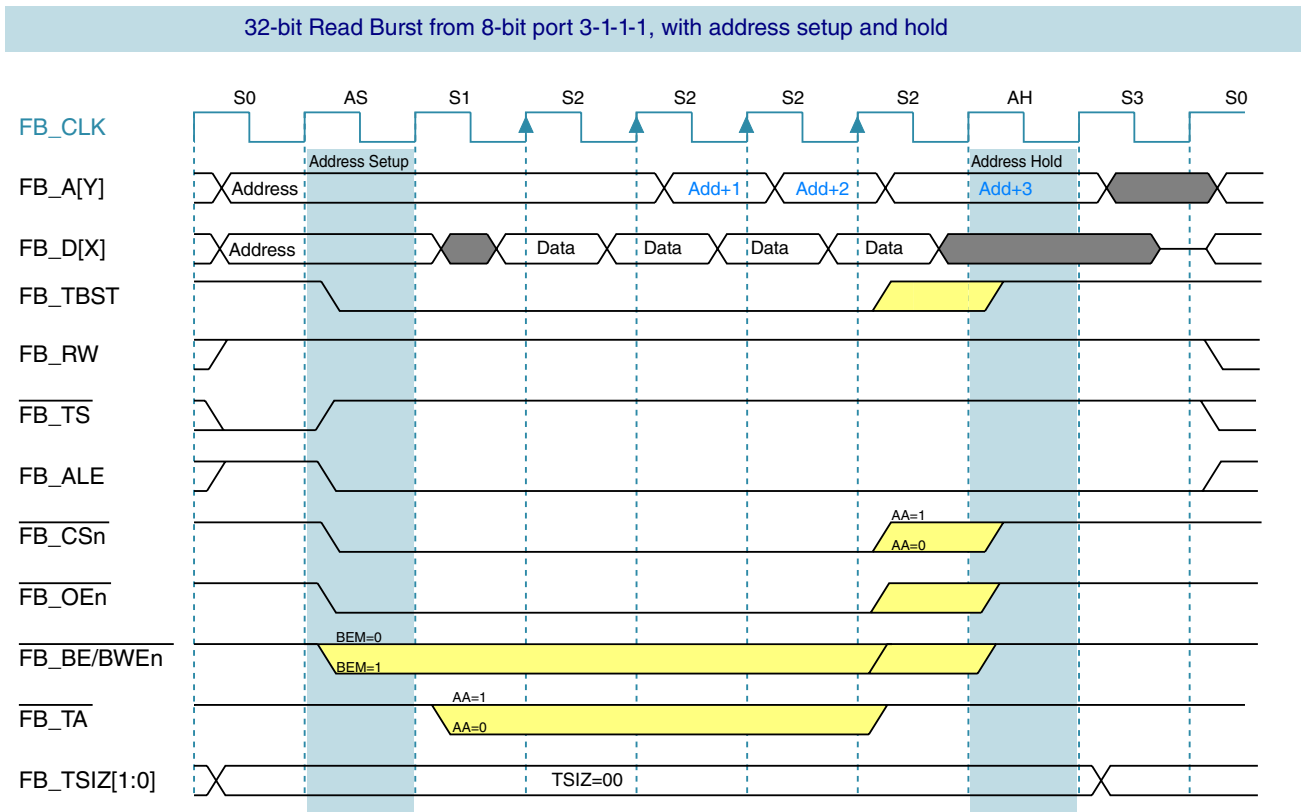 32-bit Read Burst from 8-bit port 3-1-1-1, with address setup and hold
S0 AS S1 S2 S2 S2 S2 AH S3 S0
FB_CLK
Address Setup Address Hold
FB_A[Y] Address Add+1 Add+2 Add+3
FB_D[X] Address Data Data Data Data
FB_TBST
FB_RW
FB_TS
FB_ALE
AA=1
FB_CSn
AA=0
FB_OEn
BEM=0
FB_BE/BWEn
BEM=1
AA=1
FB_TA
AA=0
FB_TSIZ[1:0] TSIZ=00